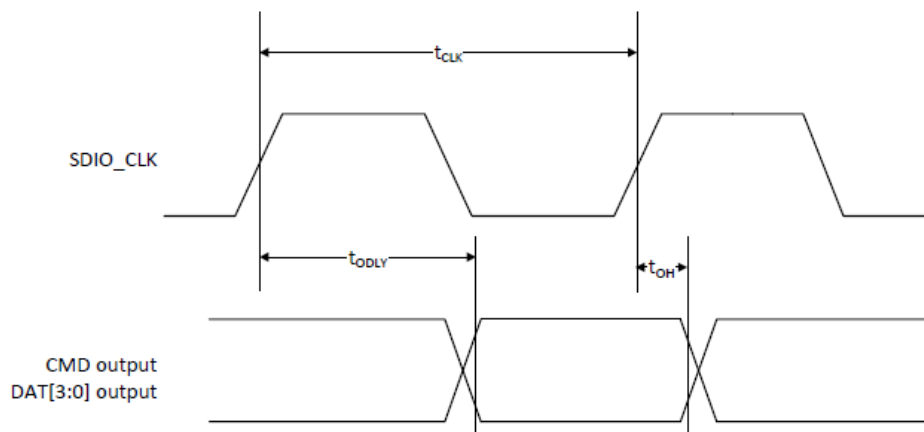 tCLK
SDIO_CLK
tODLY
tOH
CMD output
DAT[3:0] output